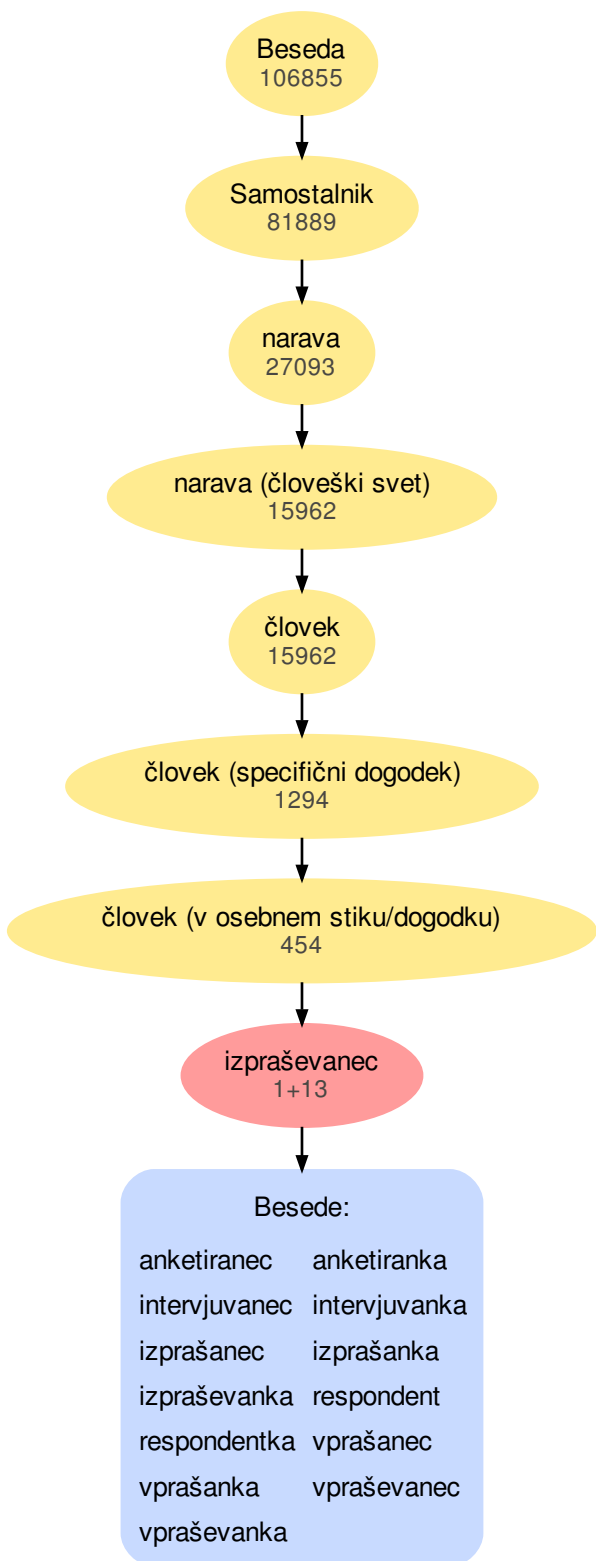 Beseda
106855
Samostalnik
81889
narava
27093
narava (človeški svet)
15962
človek
15962
človek (specifični dogodek)
1294
človek (v osebnem stiku/dogodku)
454
izpraševanec
1+13
Besede:
anketiranec anketiranka
intervjuvanec intervjuvanka
izprašanec izprašanka
izpraševanka respondent
respondentka vprašanec
vprašanka vpraševanec
vpraševanka